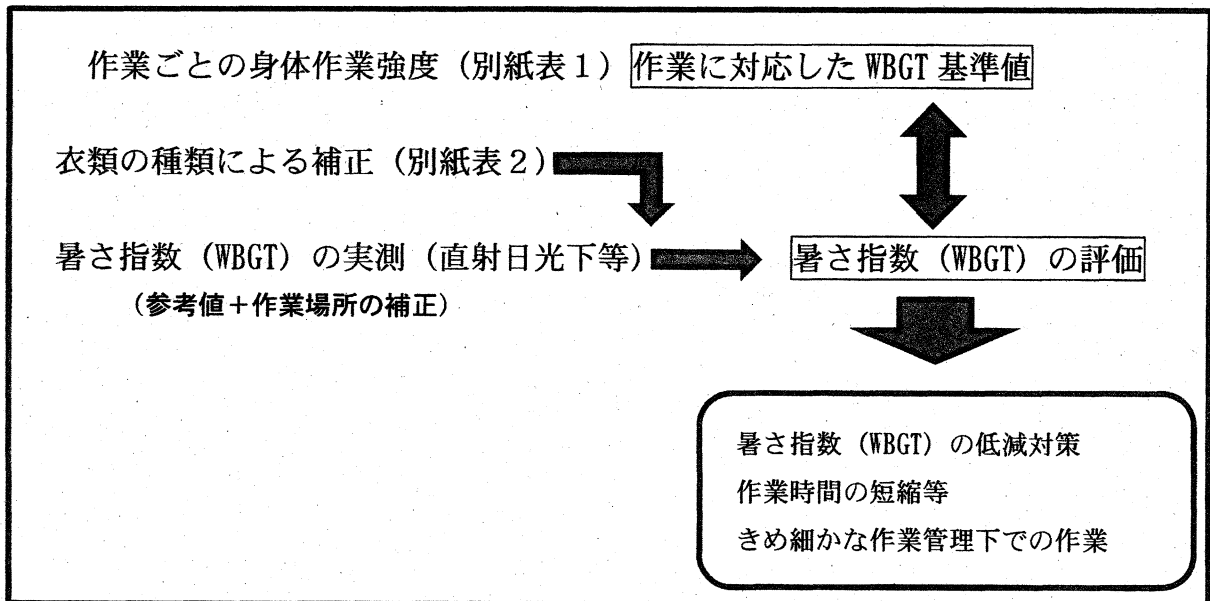 作業ごとの身体作業強度（別紙表１）作業に対応したWBGT基準値
衣類の種類による補正（別紙表２）
暑さ指数（WBGT）の実測（直射日光下等）
暑さ指数（WBGT）の評価
（参考値＋作業場所の補正）
暑さ指数（WBGT）の低減対策
作業時間の短縮等
きめ細かな作業管理下での作業